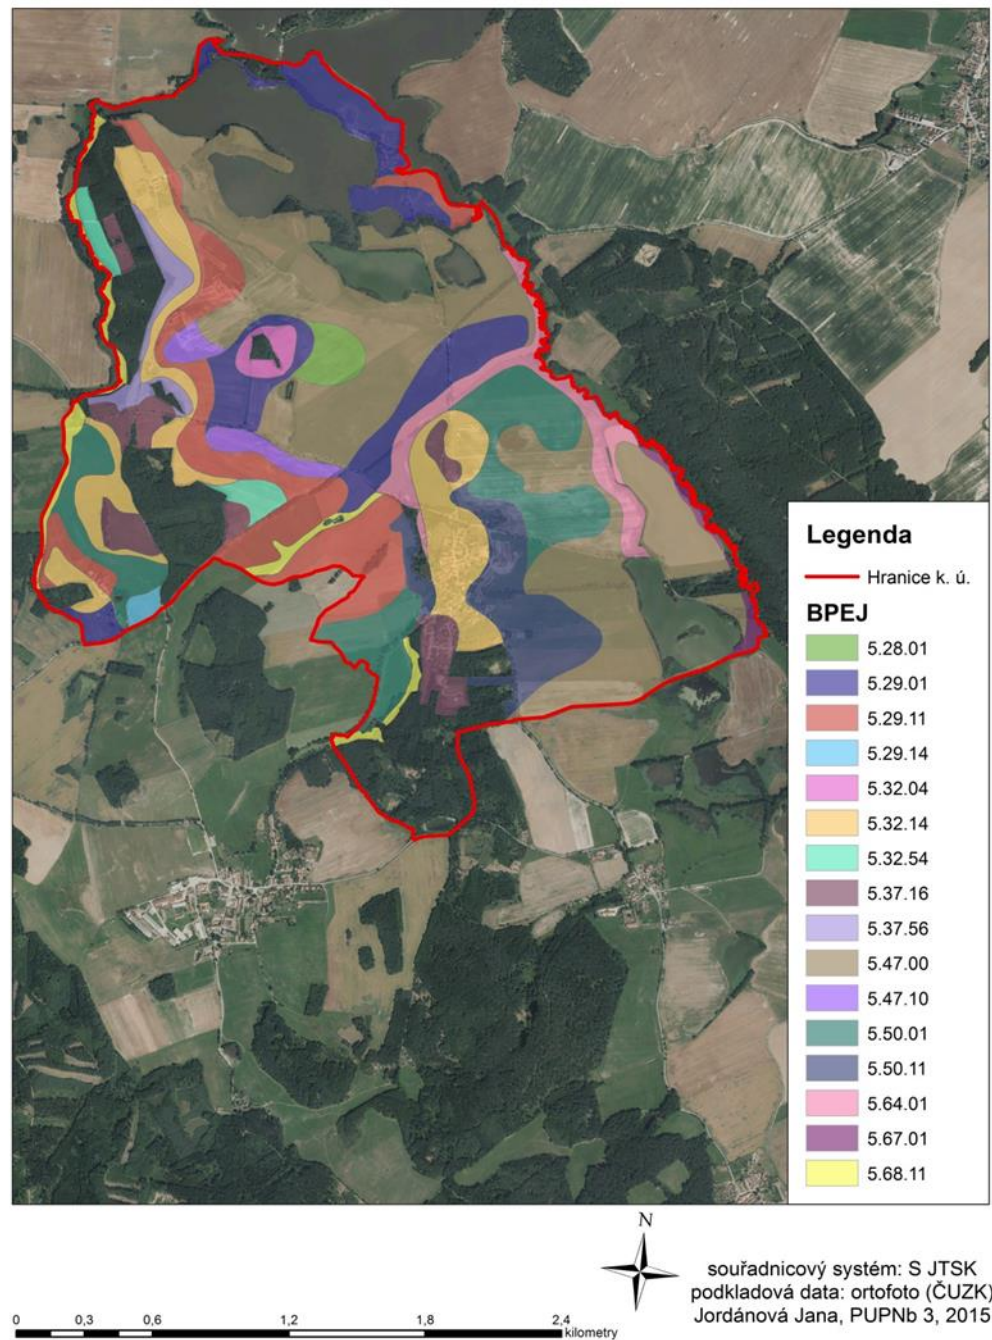 Legenda
Hranice k. ú.
BPEJ
5.28.01
5.29.01
5.29.11
5.29.14
5.32.04
5.32.14
5.32.54
5.37.16
5.37.56
5.47.00
5.47.10
5.50.01
5.50.11
5.64.01
5.67.01
5.68.11
N
souřadnicový systém: S JTSK
podkladová data: ortofoto (ČUZK)
Jordánová Jana, PUPNb 3, 2015
0 0,3 0,6 1,2 1,8 2,4
kilometry